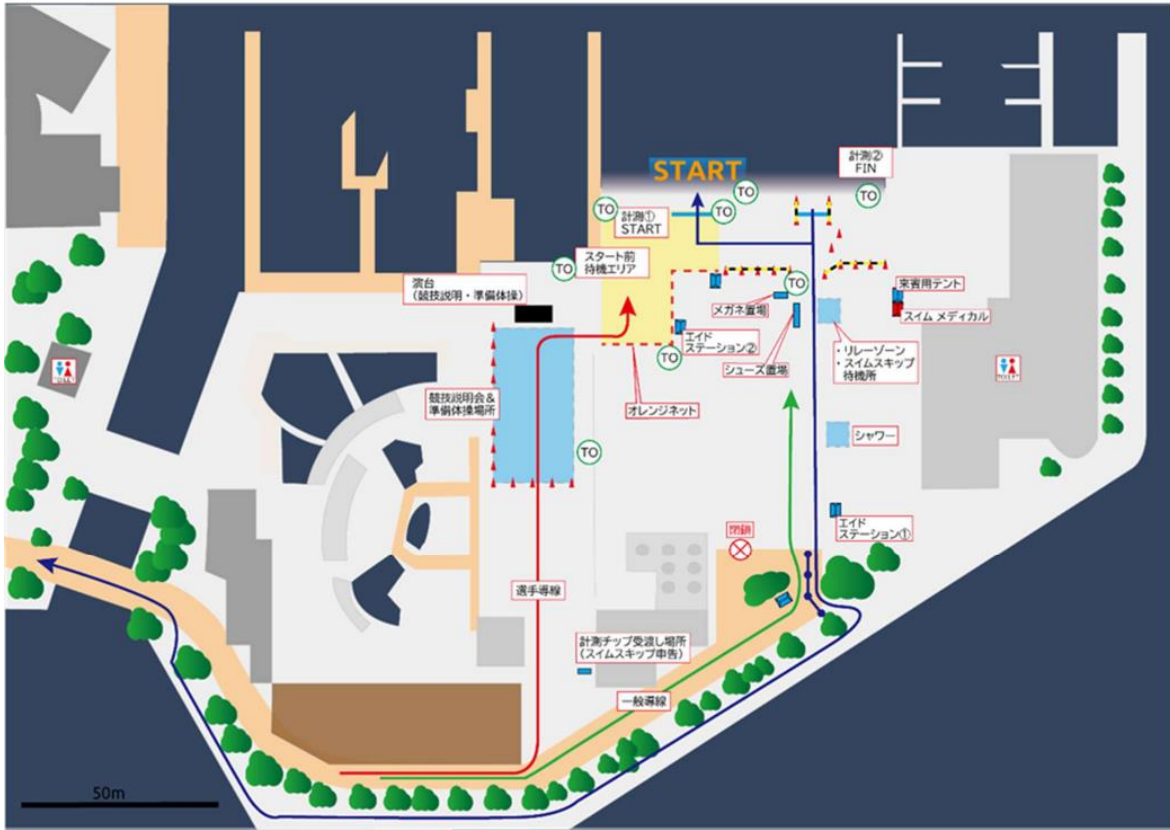 START
計測②
FIN
TO
TO
TO
TO
計測①
START
スタート前
待機エリア
TO
演台
(競技説明・準備体操)
TO
来賓用テント
スイム メディカル
メガネ置場
エイド
ステーション②
シューズ置場
・リレーゾーン
・スイムスキップ
待機所
TO
オレンジネット
競技説明会&
準備体操場所
シャワー
TO
エイド
ステーション①
閉鎖
選手導線
計測チップ受渡し場所
(スイムスキップ申告)
一般導線
50m